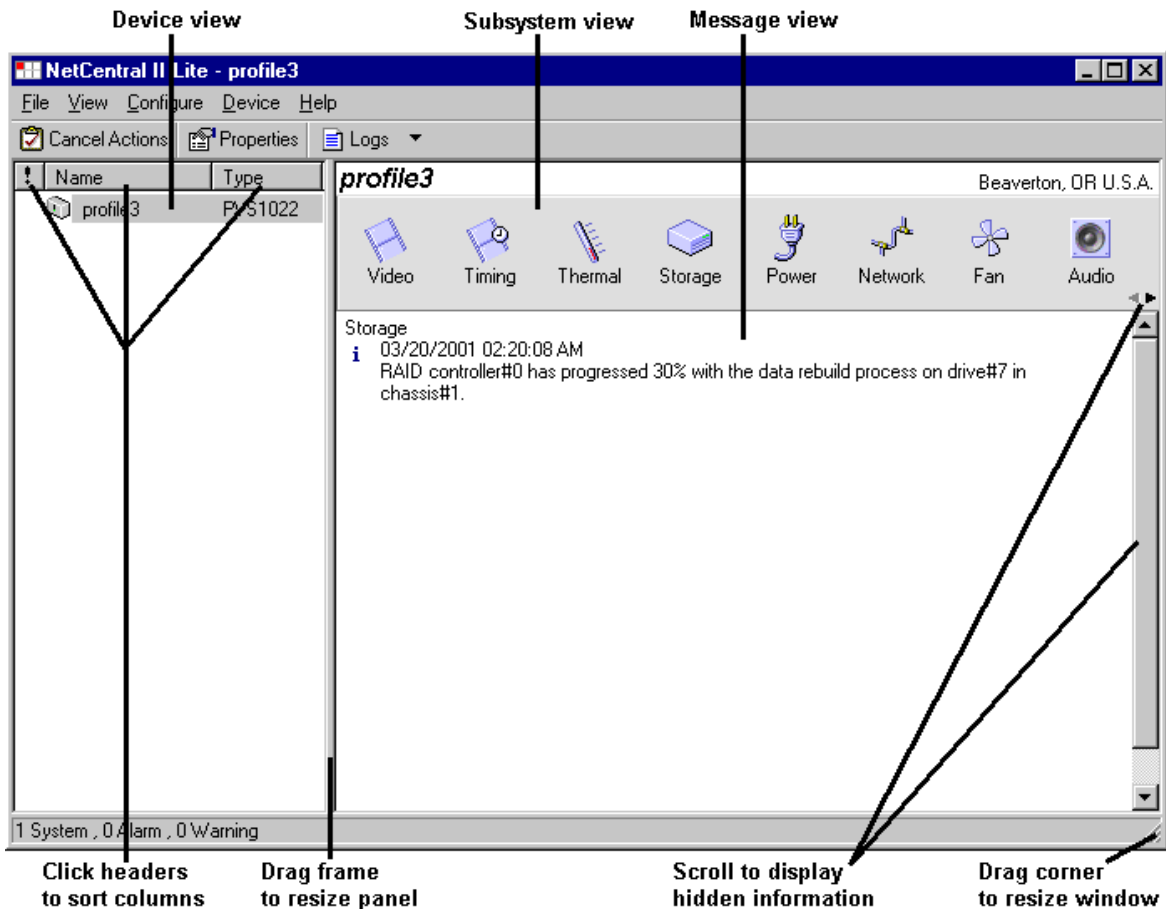 Device view Subsystem view Message view
NetCentral II Lite - profile3
File View Configure Device Help
Cancel Actions Properties Logs
! Name Type
profile3 PVS1022
profile3 Beaverton, OR U.S.A.
Video Timing Thermal Storage Power Network Fan Audio
Storage
i 03/20/2001 02:20:08 AM
RAID controller#0 has progressed 30% with the data rebuild process on drive#7 in
chassis#1.
1 System , 0 Alarm , 0 Warning
Click headers
to sort columns
Drag frame
to resize panel
Scroll to display
hidden information
Drag corner
to resize window